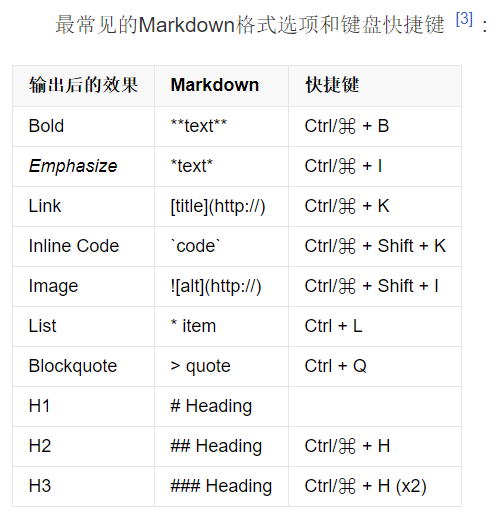 最常见的Markdown格式选项和键盘快捷键 [3] :
输出后的效果 Markdown 快捷键
Bold **text** Ctrl/⌘ + B
Emphasize *text* Ctrl/⌘ + I
Link [title](http://) Ctrl/⌘ + K
Inline Code `code` Ctrl/⌘ + Shift + K
Image ![alt](http://) Ctrl/⌘ + Shift + I
List * item Ctrl + L
Blockquote > quote Ctrl + Q
H1 # Heading
H2 ## Heading Ctrl/⌘ + H
H3 ### Heading Ctrl/⌘ + H (x2)